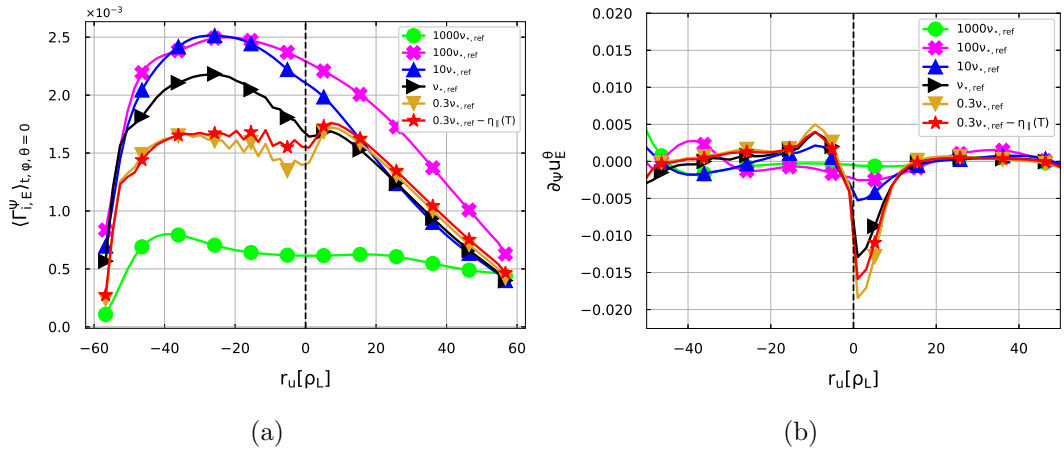 ×10⁻³
2.5
2.0
1.5
1.0
0.5
0.0
−60 −40 −20 0 20 40 60
r_u[ρ_L]
⟨Γ^Ψ_{i,E}⟩_{t,φ,θ=0}
1000ν_{*,ref}
100ν_{*,ref}
10ν_{*,ref}
ν_{*,ref}
0.3ν_{*,ref}
0.3ν_{*,ref} − η_∥(T)
(a)
0.020
0.015
0.010
0.005
0.000
−0.005
−0.010
−0.015
−0.020
−40 −20 0 20 40
r_u[ρ_L]
∂_Ψ u^θ_E
1000ν_{*,ref}
100ν_{*,ref}
10ν_{*,ref}
ν_{*,ref}
0.3ν_{*,ref}
0.3ν_{*,ref} − η_∥(T)
(b)